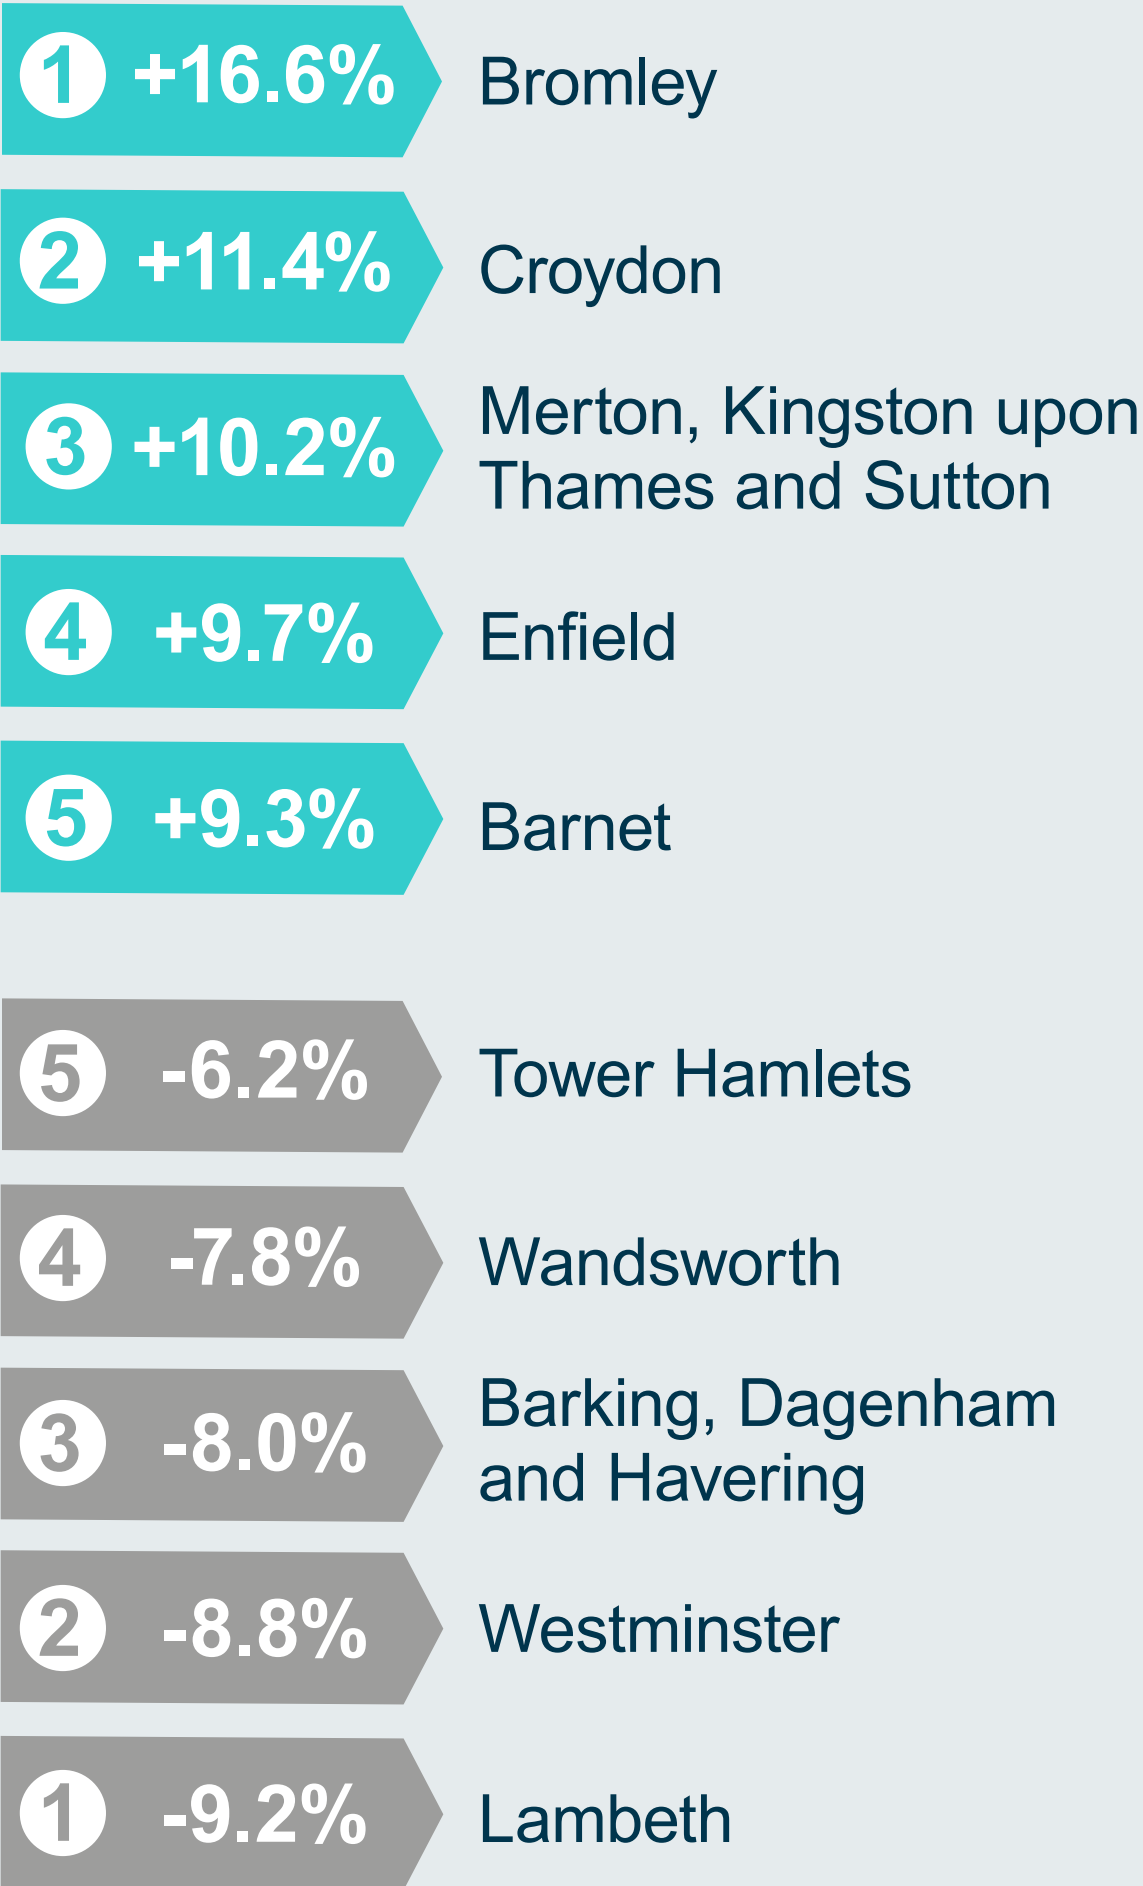 1 +16.6% Bromley
2 +11.4% Croydon
3 +10.2% Merton, Kingston upon
Thames and Sutton
4 +9.7% Enfield
5 +9.3% Barnet
5 -6.2% Tower Hamlets
4 -7.8% Wandsworth
3 -8.0% Barking, Dagenham
and Havering
2 -8.8% Westminster
1 -9.2% Lambeth